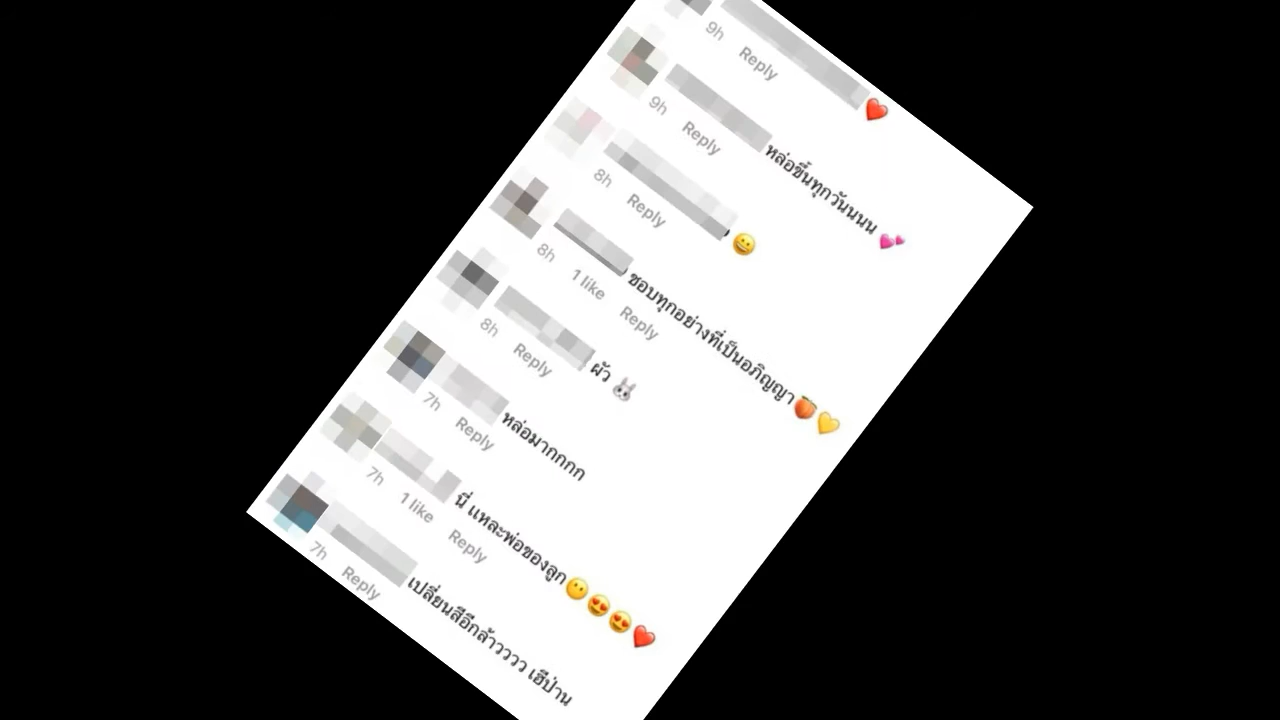 ❤️
9h Reply
หล่อขึ้นทุกวันนนน 💕
9h Reply
😀
8h Reply
ชอบทุกอย่างที่เป็นอภิญญา 🍑💛
8h 1 like Reply
ผัว 🐰
8h Reply
หล่อมากกกก
7h Reply
นี่ แหละพ่อของลูก😶😍😍❤️
7h 1 like Reply
เปลี่ยนสีอีกล้าวววว เฮียป่าน
7h Reply